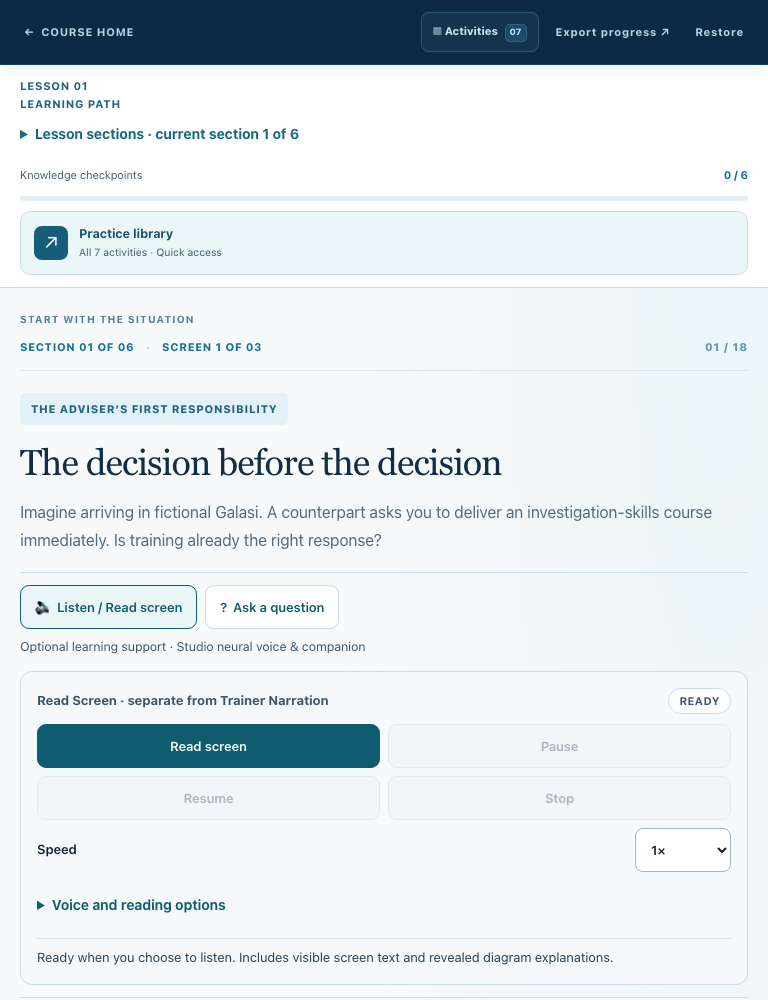 ← COURSE HOME
Activities 07
Export progress ↗
Restore
LESSON 01
LEARNING PATH
▶ Lesson sections · current section 1 of 6
Knowledge checkpoints
0 / 6
↗
Practice library
All 7 activities · Quick access
START WITH THE SITUATION
SECTION 01 OF 06 · SCREEN 1 OF 03
01 / 18
THE ADVISER'S FIRST RESPONSIBILITY
The decision before the decision
Imagine arriving in fictional Galasi. A counterpart asks you to deliver an investigation-skills course
immediately. Is training already the right response?
Listen / Read screen
? Ask a question
Optional learning support · Studio neural voice & companion
Read Screen · separate from Trainer Narration
READY
Read screen
Pause
Resume
Stop
Speed
1×
▶ Voice and reading options
Ready when you choose to listen. Includes visible screen text and revealed diagram explanations.